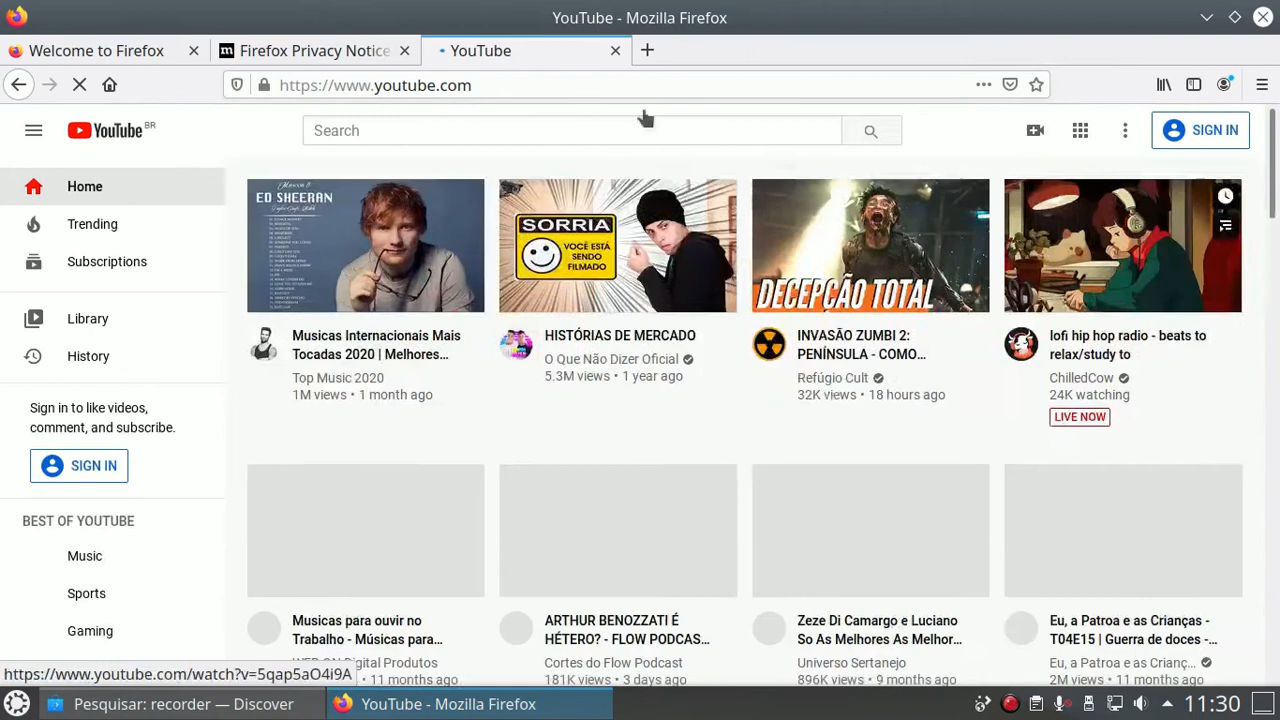 YouTube - Mozilla Firefox
Welcome to Firefox
Firefox Privacy Notice
YouTube
https://www.youtube.com
YouTube BR
Search
SIGN IN
Home
Trending
Subscriptions
Library
History
Sign in to like videos,
comment, and subscribe.
SIGN IN
BEST OF YOUTUBE
Music
Sports
Gaming
ED SHEERAN
SORRIA
VOCÊ ESTÁ
SENDO
FILMADO
DECEPÇÃO TOTAL
Musicas Internacionais Mais
Tocadas 2020 | Melhores...
Top Music 2020
1M views • 1 month ago
HISTÓRIAS DE MERCADO
O Que Não Dizer Oficial
5.3M views • 1 year ago
INVASÃO ZUMBI 2:
PENÍNSULA - COMO...
Refúgio Cult
32K views • 18 hours ago
lofi hip hop radio - beats to
relax/study to
ChilledCow
24K watching
LIVE NOW
Musicas para ouvir no
Trabalho - Músicas para...
Digital Produtos
11 months ago
ARTHUR BENOZZATI É
HÉTERO? - FLOW PODCAS...
Cortes do Flow Podcast
181K views • 3 days ago
Zeze Di Camargo e Luciano
So As Melhores As Melhor...
Universo Sertanejo
896K views • 9 months ago
Eu, a Patroa e as Crianças -
T04E15 | Guerra de doces -...
Eu, a Patroa e as Crianç...
2M views • 11 months ago
https://www.youtube.com/watch?v=5qap5aO4i9A
Pesquisar: recorder — Discover
YouTube - Mozilla Firefox
11:30